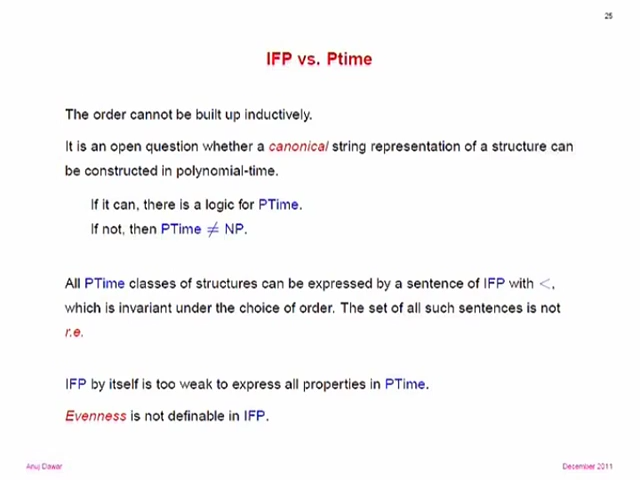 25
IFP vs. Ptime
The order cannot be built up inductively.
It is an open question whether a canonical string representation of a structure can
be constructed in polynomial-time.
If it can, there is a logic for PTime.
If not, then PTime ≠ NP.
All PTime classes of structures can be expressed by a sentence of IFP with <,
which is invariant under the choice of order. The set of all such sentences is not
r.e.
IFP by itself is too weak to express all properties in PTime.
Evenness is not definable in IFP.
Anuj Dawar
December 2011